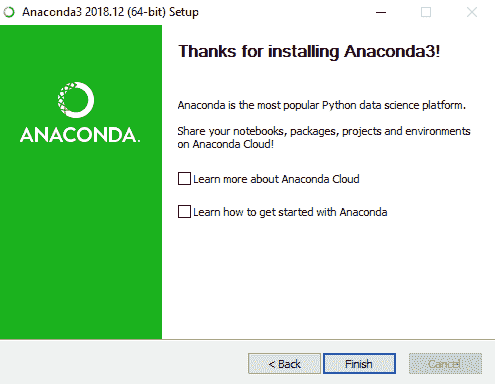 Anaconda3 2018.12 (64-bit) Setup
Thanks for installing Anaconda3!
ANACONDA.
Anaconda is the most popular Python data science platform.
Share your notebooks, packages, projects and environments
on Anaconda Cloud!
Learn more about Anaconda Cloud
Learn how to get started with Anaconda
< Back
Finish
Cancel